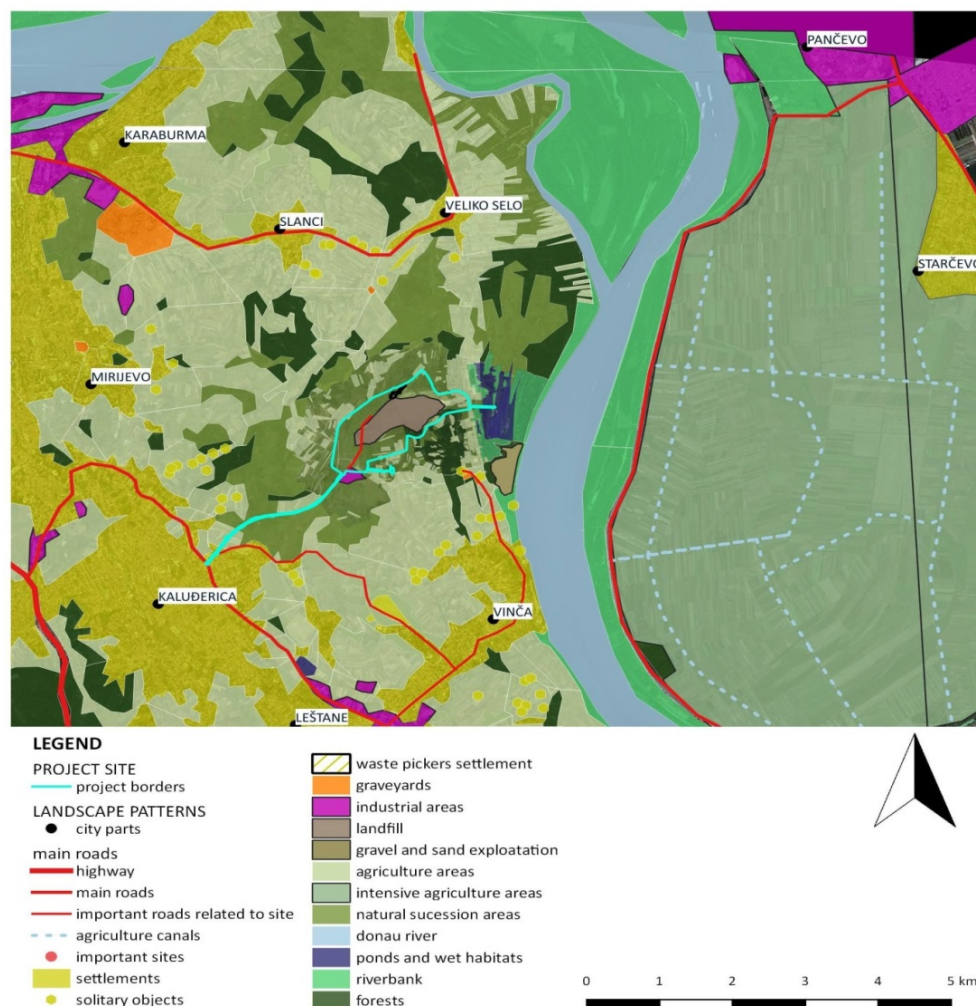 PANČEVO
KARABURMA
VELIKO SELO
SLANCI
STARČEVO
MIRIJEVO
KALUĐERICA
VINČA
LEŠTANE
LEGEND
PROJECT SITE
project borders
LANDSCAPE PATTERNS
city parts
main roads
highway
main roads
important roads related to site
agriculture canals
important sites
settlements
solitary objects
waste pickers settlement
graveyards
industrial areas
landfill
gravel and sand exploatation
agriculture areas
intensive agriculture areas
natural sucession areas
donau river
ponds and wet habitats
riverbank
forests
0 1 2 3 4 5 km